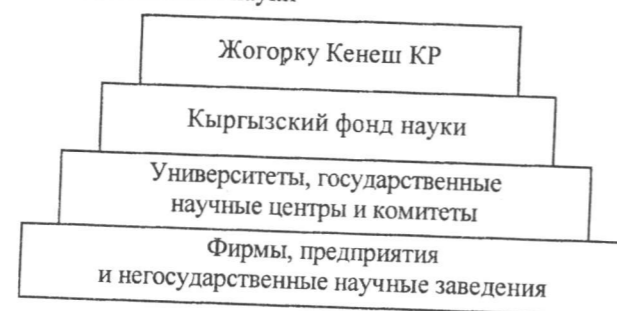 Жогорку Кенеш КР
Кыргызский фонд науки
Университеты, государственные
научные центры и комитеты
Фирмы, предприятия
и негосударственные научные заведения